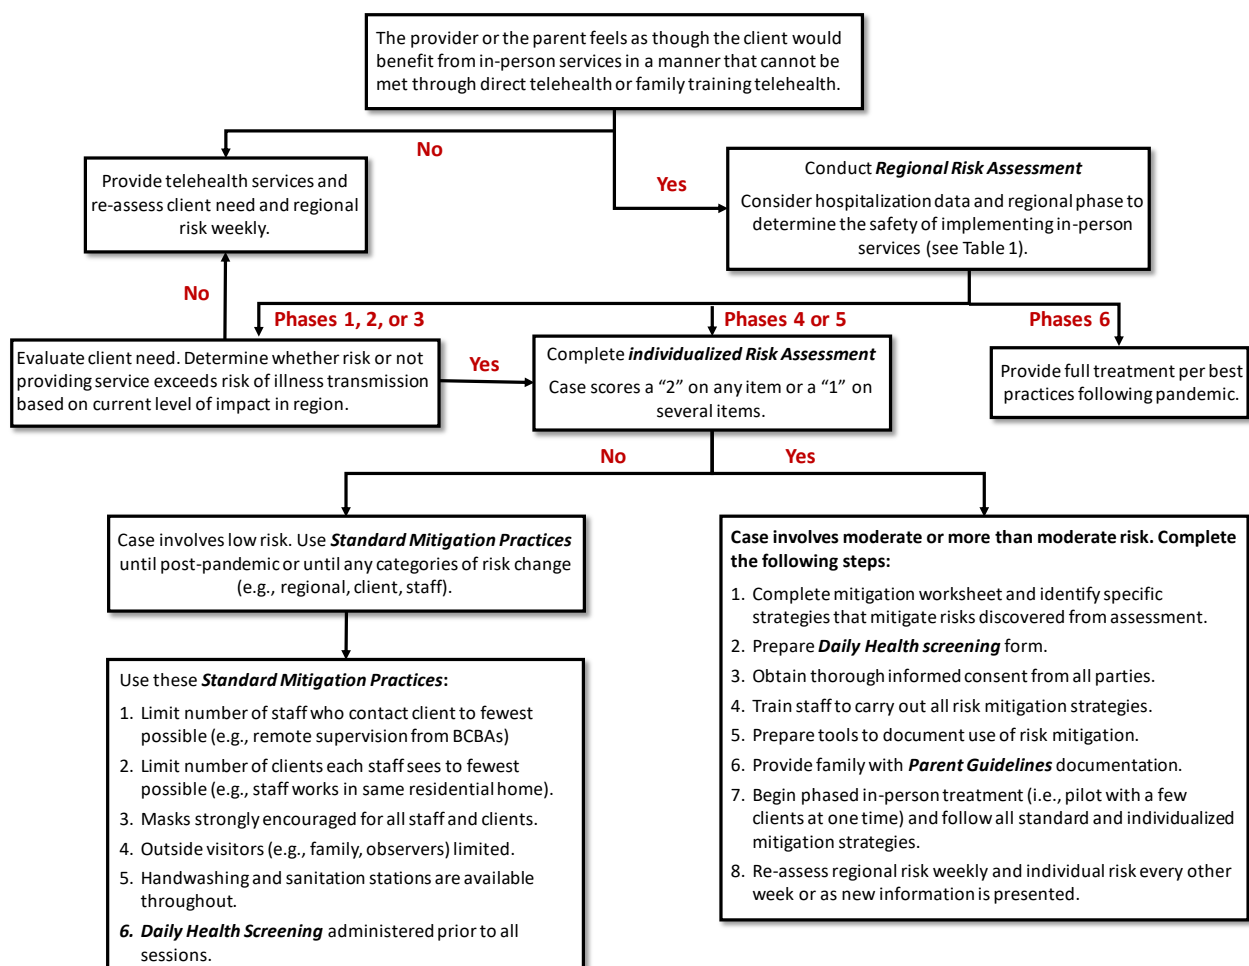 The provider or the parent feels as though the client would
benefit from in-person services in a manner that cannot be
met through direct telehealth or family training telehealth.
No
Yes
Provide telehealth services and
re-assess client need and regional
risk weekly.
Conduct Regional Risk Assessment
Consider hospitalization data and regional phase to
determine the safety of implementing in-person
services (see Table 1).
No
Phases 1, 2, or 3
Phases 4 or 5
Phases 6
Evaluate client need. Determine whether risk or not
providing service exceeds risk of illness transmission
based on current level of impact in region.
Yes
Complete individualized Risk Assessment
Case scores a “2” on any item or a “1” on
several items.
Provide full treatment per best
practices following pandemic.
No
Yes
Case involves low risk. Use Standard Mitigation Practices
until post-pandemic or until any categories of risk change
(e.g., regional, client, staff).
Use these Standard Mitigation Practices:
1. Limit number of staff who contact client to fewest
possible (e.g., remote supervision from BCBAs)
2. Limit number of clients each staff sees to fewest
possible (e.g., staff works in same residential home).
3. Masks strongly encouraged for all staff and clients.
4. Outside visitors (e.g., family, observers) limited.
5. Handwashing and sanitation stations are available
throughout.
6. Daily Health Screening administered prior to all
sessions.
Case involves moderate or more than moderate risk. Complete
the following steps:
1. Complete mitigation worksheet and identify specific
strategies that mitigate risks discovered from assessment.
2. Prepare Daily Health screening form.
3. Obtain thorough informed consent from all parties.
4. Train staff to carry out all risk mitigation strategies.
5. Prepare tools to document use of risk mitigation.
6. Provide family with Parent Guidelines documentation.
7. Begin phased in-person treatment (i.e., pilot with a few
clients at one time) and follow all standard and individualized
mitigation strategies.
8. Re-assess regional risk weekly and individual risk every other
week or as new information is presented.